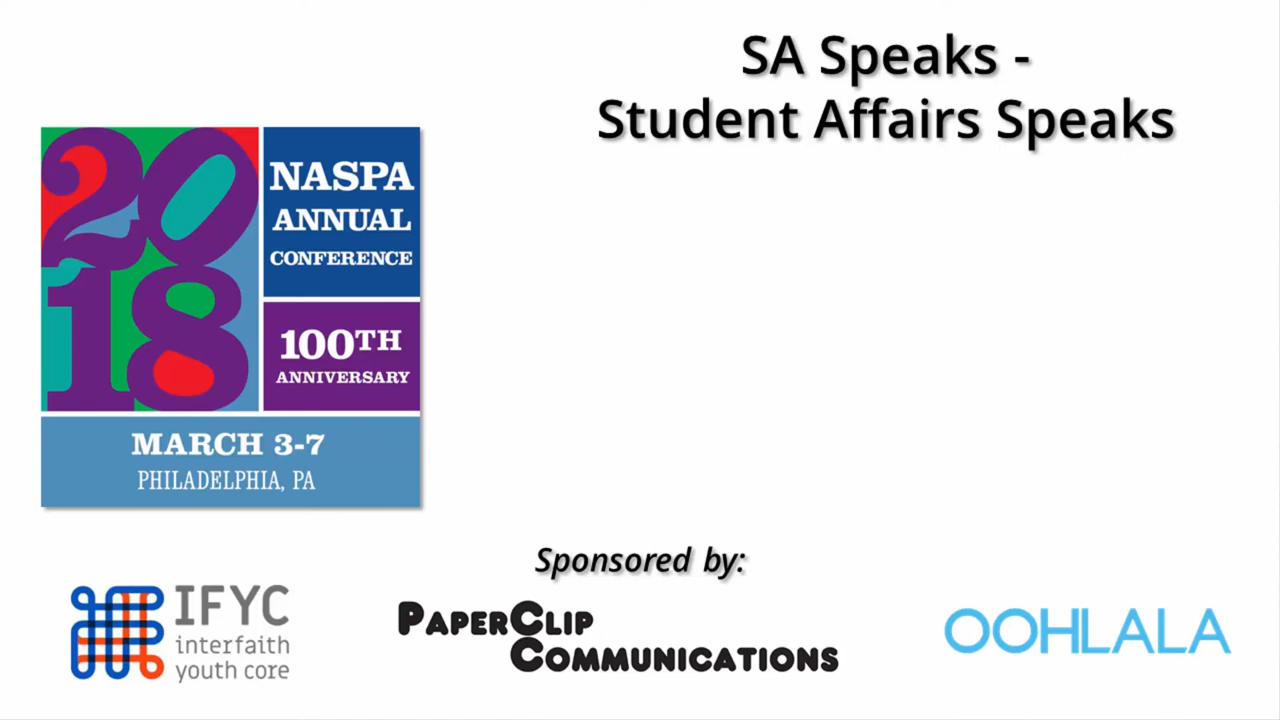 SA Speaks -
Student Affairs Speaks
2018
NASPA
ANNUAL
CONFERENCE
100TH
ANNIVERSARY
MARCH 3-7
PHILADELPHIA, PA
Sponsored by:
IFYC
interfaith
youth core
PAPERCLIP
COMMUNICATIONS
OOHLALA